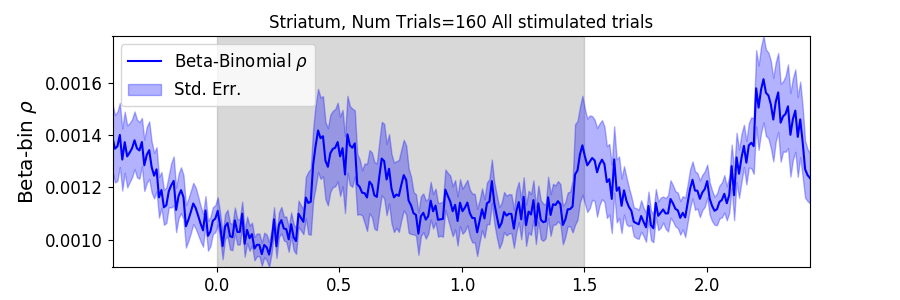 Striatum, Num Trials=160 All stimulated trials
Beta-Binomial ρ
Std. Err.
Beta-bin ρ
0.0016
0.0014
0.0012
0.0010
0.0 0.5 1.0 1.5 2.0